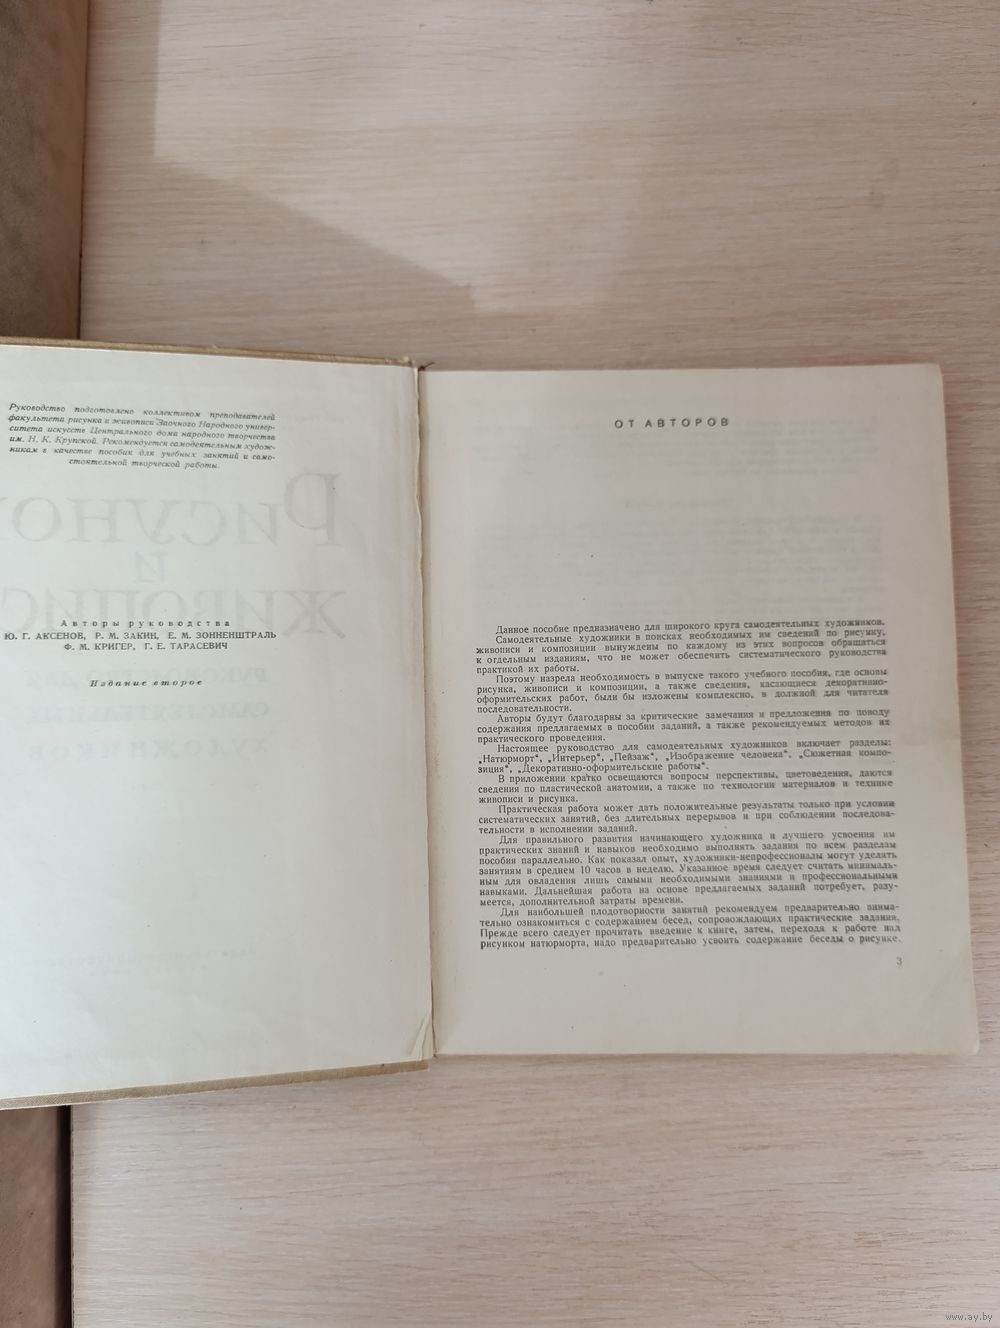 Руководство подготовлено коллективом преподавателей
факультета рисунка и живописи Заочного Народного универ-
ситета искусств Центрального дома народного творчества
им. Н. К. Крупской. Рекомендуется самодеятельным худож-
никам в качестве пособия для учебных занятий и само-
стоятельной творческой работы.
РИСУНО
И
ЖИВОПИС
Авторы руководства
Ю. Г. АКСЕНОВ, Р. М. ЗАКИН, Е. М. ЗОННЕНШТРАЛЬ
Ф. М. КРИГЕР, Г. Е. ТАРАСЕВИЧ
Издание второе
ОТ АВТОРОВ
Данное пособие предназначено для широкого круга самодеятельных художников.
Самодеятельные художники в поисках необходимых им сведений по рисунку,
живописи и композиции вынуждены по каждому из этих вопросов обращаться
к отдельным изданиям, что не может обеспечить систематического руководства
практикой их работы.
Поэтому назрела необходимость в выпуске такого учебного пособия, где основы
рисунка, живописи и композиции, а также сведения, касающиеся декоративно-
оформительских работ, были бы изложены комплексно, в должной для читателя
последовательности.
Авторы будут благодарны за критические замечания и предложения по поводу
содержания предлагаемых в пособии заданий, а также рекомендуемых методов их
практического проведения.
Настоящее руководство для самодеятельных художников включает разделы:
„Натюрморт“, „Интерьер“, „Пейзаж“, „Изображение человека“, „Сюжетная компо-
зиция“, „Декоративно-оформительские работы“.
В приложении кратко освещаются вопросы перспективы, цветоведения, даются
сведения по пластической анатомии, а также по технологии материалов и технике
живописи и рисунка.
Практическая работа может дать положительные результаты только при условии
систематических занятий, без длительных перерывов и при соблюдении последова-
тельности в исполнении заданий.
Для правильного развития начинающего художника и лучшего усвоения им
практических знаний и навыков необходимо выполнять задания по всем разделам
пособия параллельно. Как показал опыт, художники-непрофессионалы могут уделять
занятиям в среднем 10 часов в неделю. Указанное время следует считать минималь-
ным для овладения лишь самыми необходимыми знаниями и профессиональными
навыками. Дальнейшая работа на основе предлагаемых заданий потребует, разу-
меется, дополнительной затраты времени.
Для наибольшей плодотворности занятий рекомендуем предварительно внима-
тельно ознакомиться с содержанием бесед, сопровождающих практические задания.
Прежде всего следует прочитать введение к книге, затем, переходя к работе над
рисунком натюрморта, надо предварительно усвоить содержание беседы о рисунке.
3
www.ay.by